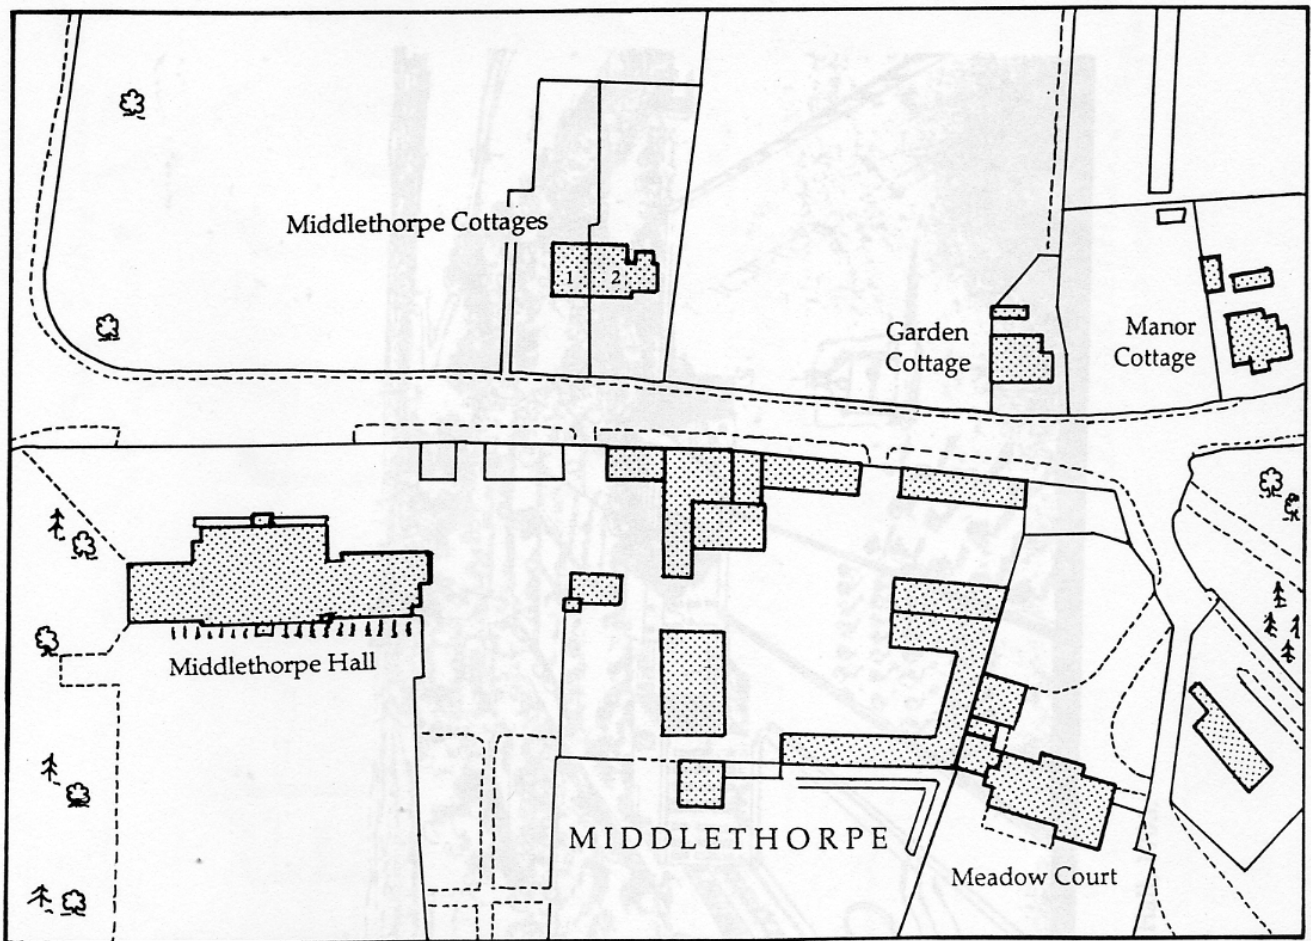 Middlethorpe Cottages
1 2
Garden
Cottage
Manor
Cottage
Middlethorpe Hall
MIDDLETHORPE
Meadow Court